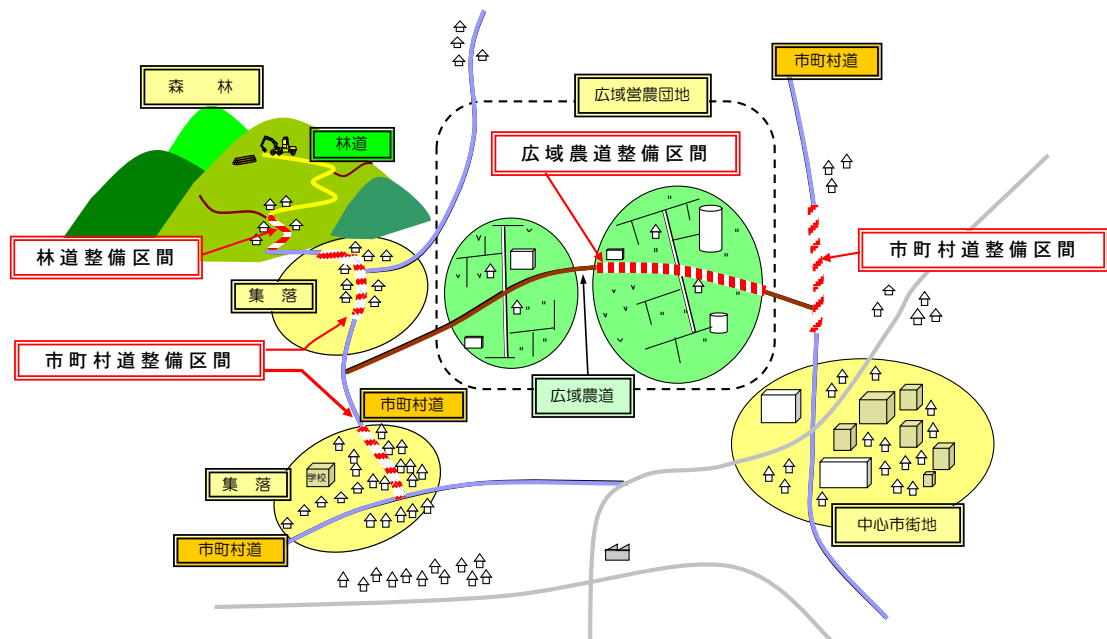 市町村道
森　林
広域営農団地
林道
広域農道整備区間
林道整備区間
市町村道整備区間
集　落
市町村道整備区間
広域農道
市町村道
集　落
学校
中心市街地
市町村道